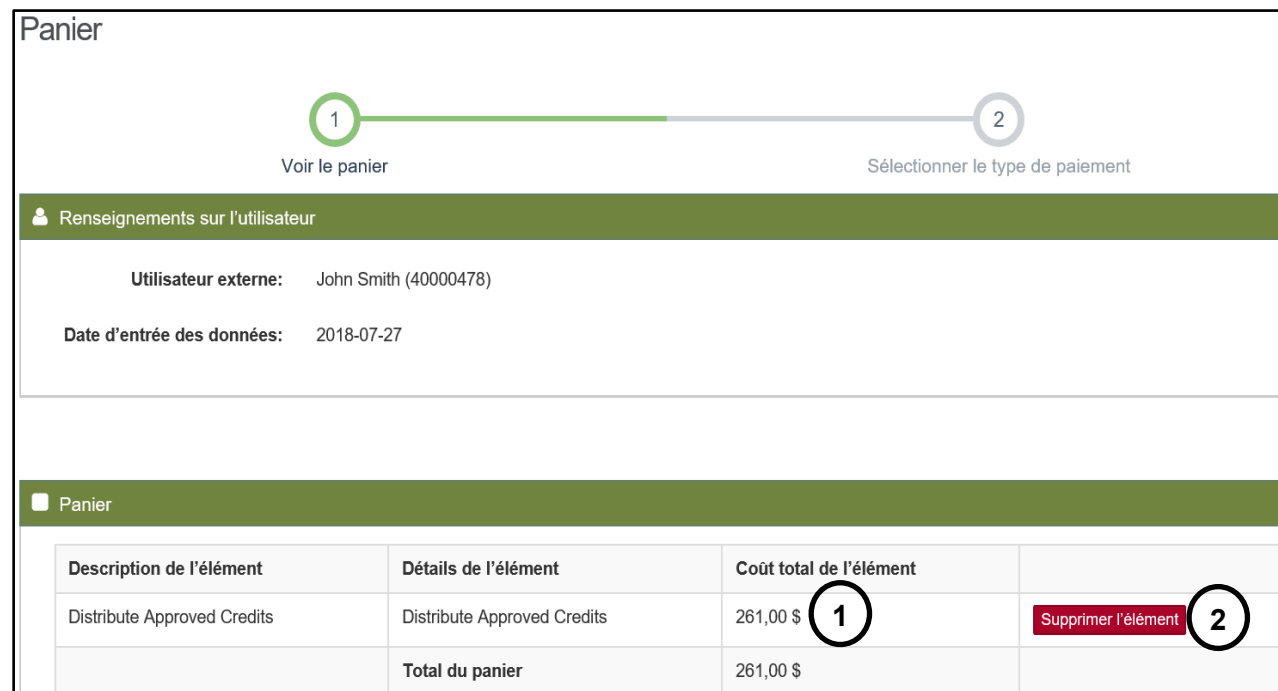 Panier
1
2
Voir le panier
Sélectionner le type de paiement
Renseignements sur l’utilisateur
Utilisateur externe: John Smith (40000478)
Date d’entrée des données: 2018-07-27
Panier
Description de l’élément Détails de l’élément Coût total de l’élément
Distribute Approved Credits Distribute Approved Credits 261,00 $ 1 Supprimer l’élément 2
Total du panier 261,00 $